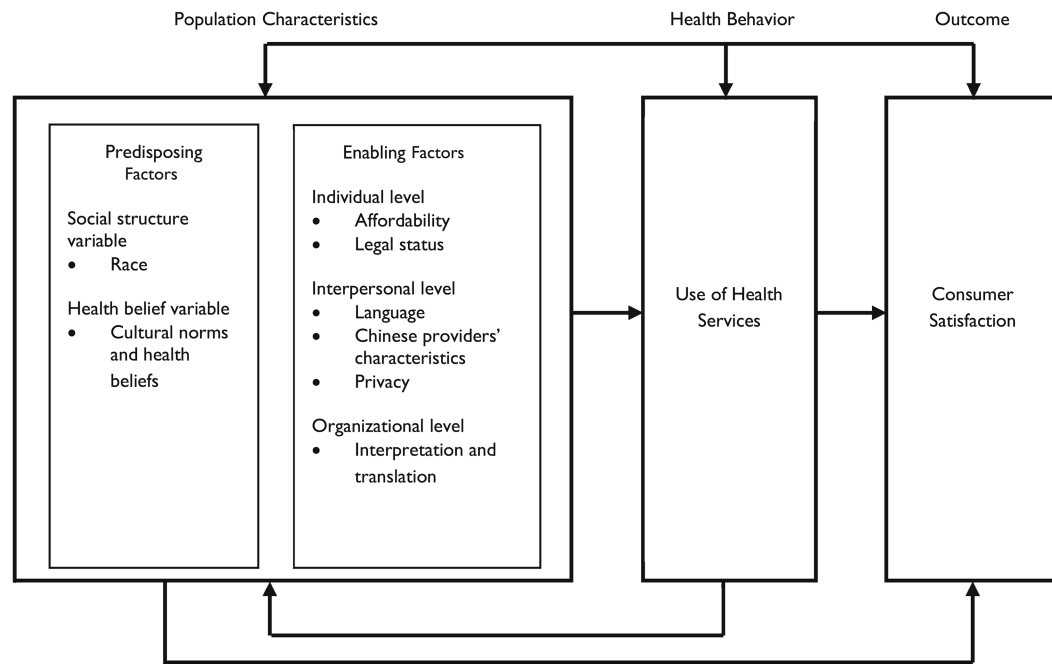 Population Characteristics
Health Behavior
Outcome
Predisposing
Factors
Social structure
variable
• Race
Health belief variable
• Cultural norms
and health
beliefs
Enabling Factors
Individual level
• Affordability
• Legal status
Interpersonal level
• Language
• Chinese providers’
characteristics
• Privacy
Organizational level
• Interpretation and
translation
Use of Health
Services
Consumer
Satisfaction